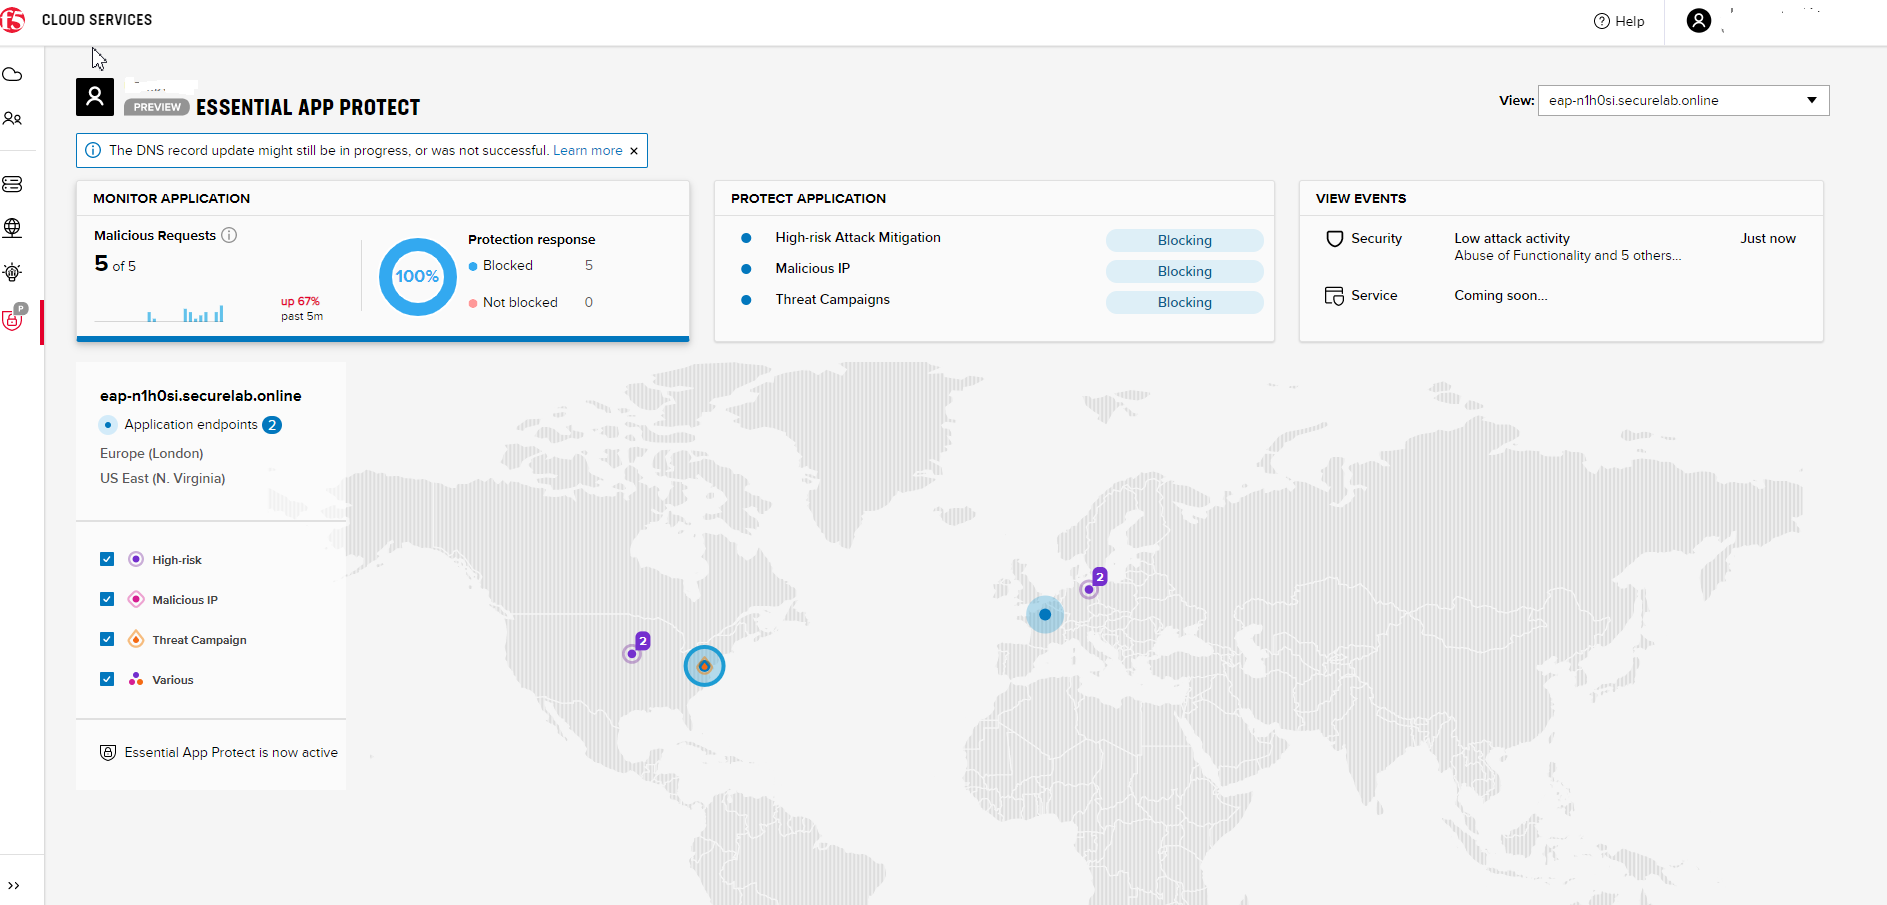 f5 CLOUD SERVICES
Help
PREVIEW ESSENTIAL APP PROTECT
View: eap-n1h0si.securelab.online
The DNS record update might still be in progress, or was not successful. Learn more ×
MONITOR APPLICATION
Malicious Requests
5 of 5
up 67%
past 5m
100%
Protection response
Blocked 5
Not blocked 0
PROTECT APPLICATION
High-risk Attack Mitigation Blocking
Malicious IP Blocking
Threat Campaigns Blocking
VIEW EVENTS
Security Low attack activity Just now
Abuse of Functionality and 5 others...
Service Coming soon...
P
eap-n1h0si.securelab.online
Application endpoints 2
Europe (London)
US East (N. Virginia)
High-risk
Malicious IP
Threat Campaign
Various
Essential App Protect is now active
2
2